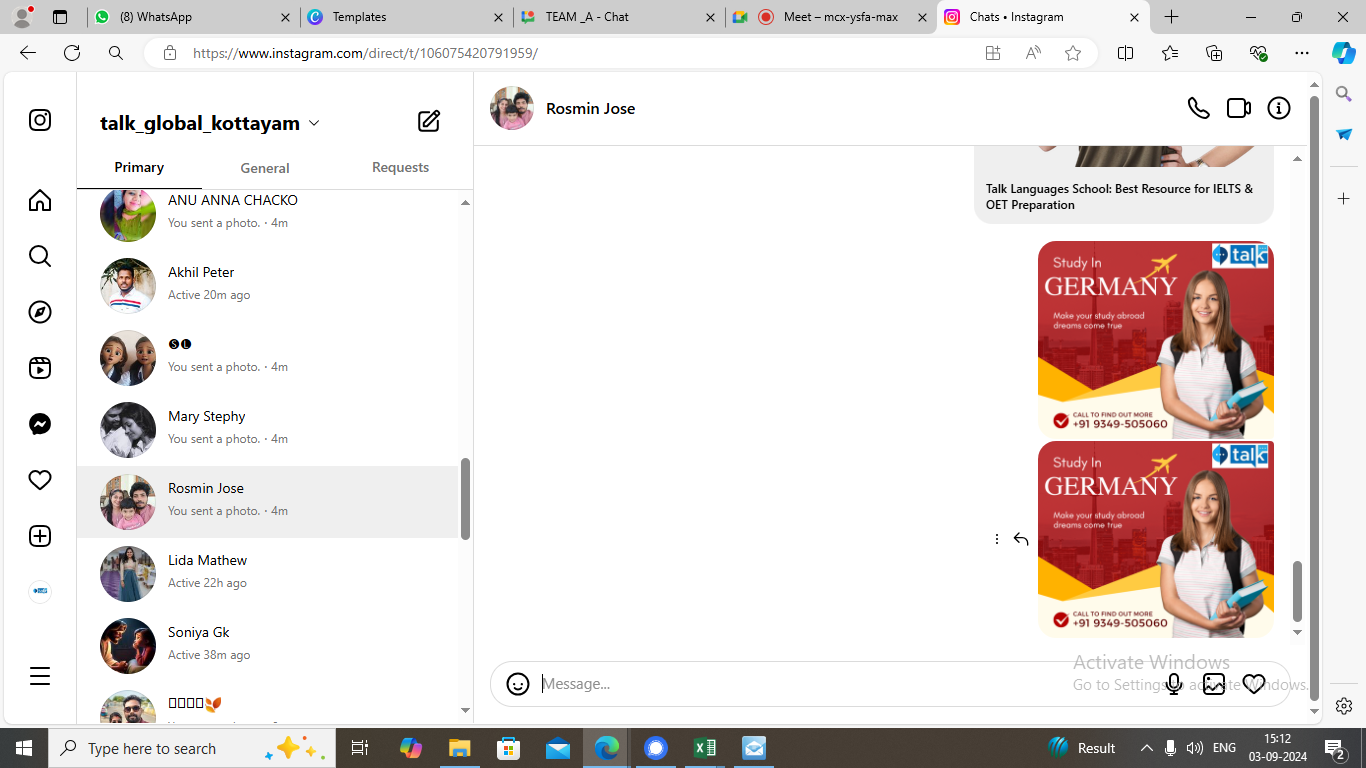 (8) WhatsApp
Templates
TEAM _A - Chat
Meet – mcx-ysfa-max
Chats • Instagram
https://www.instagram.com/direct/t/106075420791959/
talk_global_kottayam
Primary
General
Requests
ANU ANNA CHACKO
You sent a photo. · 4m
Akhil Peter
Active 20m ago
🅢🅛
You sent a photo. · 4m
Mary Stephy
You sent a photo. · 4m
Rosmin Jose
You sent a photo. · 4m
Lida Mathew
Active 22h ago
Soniya Gk
Active 38m ago
Rosmin Jose
Talk Languages School: Best Resource for IELTS &
OET Preparation
talk
Study In
GERMANY
Make your study abroad
dreams come true
CALL TO FIND OUT MORE
+91 9349-505060
talk
Study In
GERMANY
Make your study abroad
dreams come true
CALL TO FIND OUT MORE
+91 9349-505060
Message...
Activate Windows
Go to Settings to activate Windows.
Type here to search
Result
ENG
15:12
03-09-2024
2